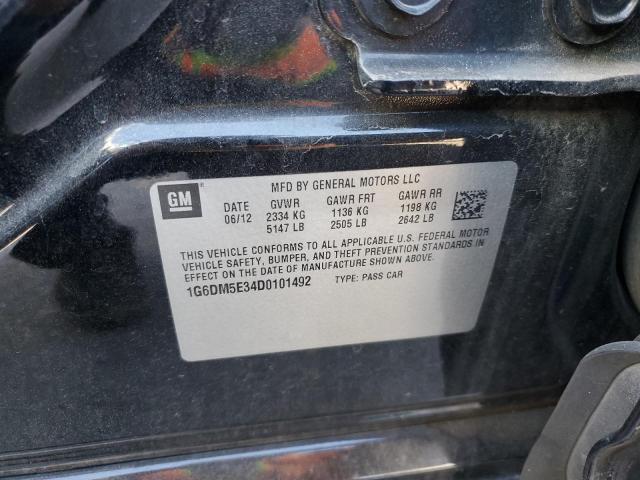 MFD BY GENERAL MOTORS LLC
GM
DATE GVWR GAWR FRT GAWR RR
06/12 2334 KG 1136 KG 1198 KG
5147 LB 2505 LB 2642 LB
THIS VEHICLE CONFORMS TO ALL APPLICABLE U.S. FEDERAL MOTOR
VEHICLE SAFETY, BUMPER, AND THEFT PREVENTION STANDARDS IN
EFFECT ON THE DATE OF MANUFACTURE SHOWN ABOVE.
1G6DM5E34D0101492 TYPE: PASS CAR